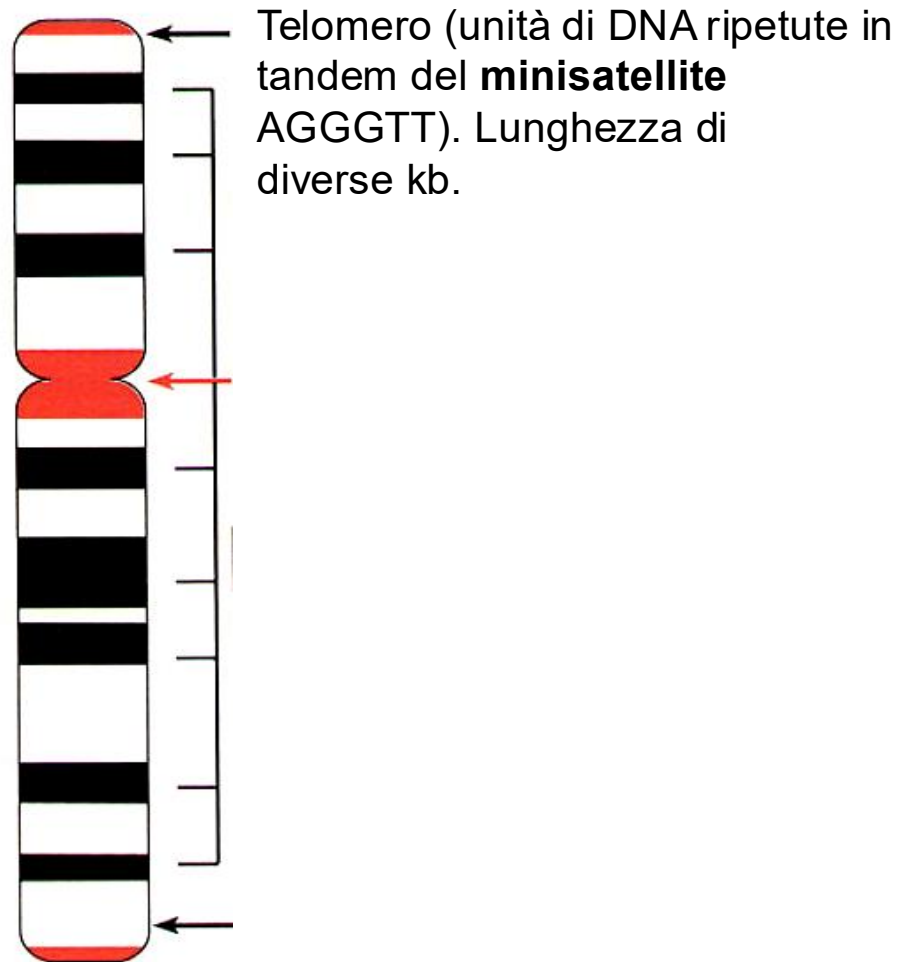 Telomero (unità di DNA ripetute in
tandem del minisatellite
AGGGTT). Lunghezza di
diverse kb.